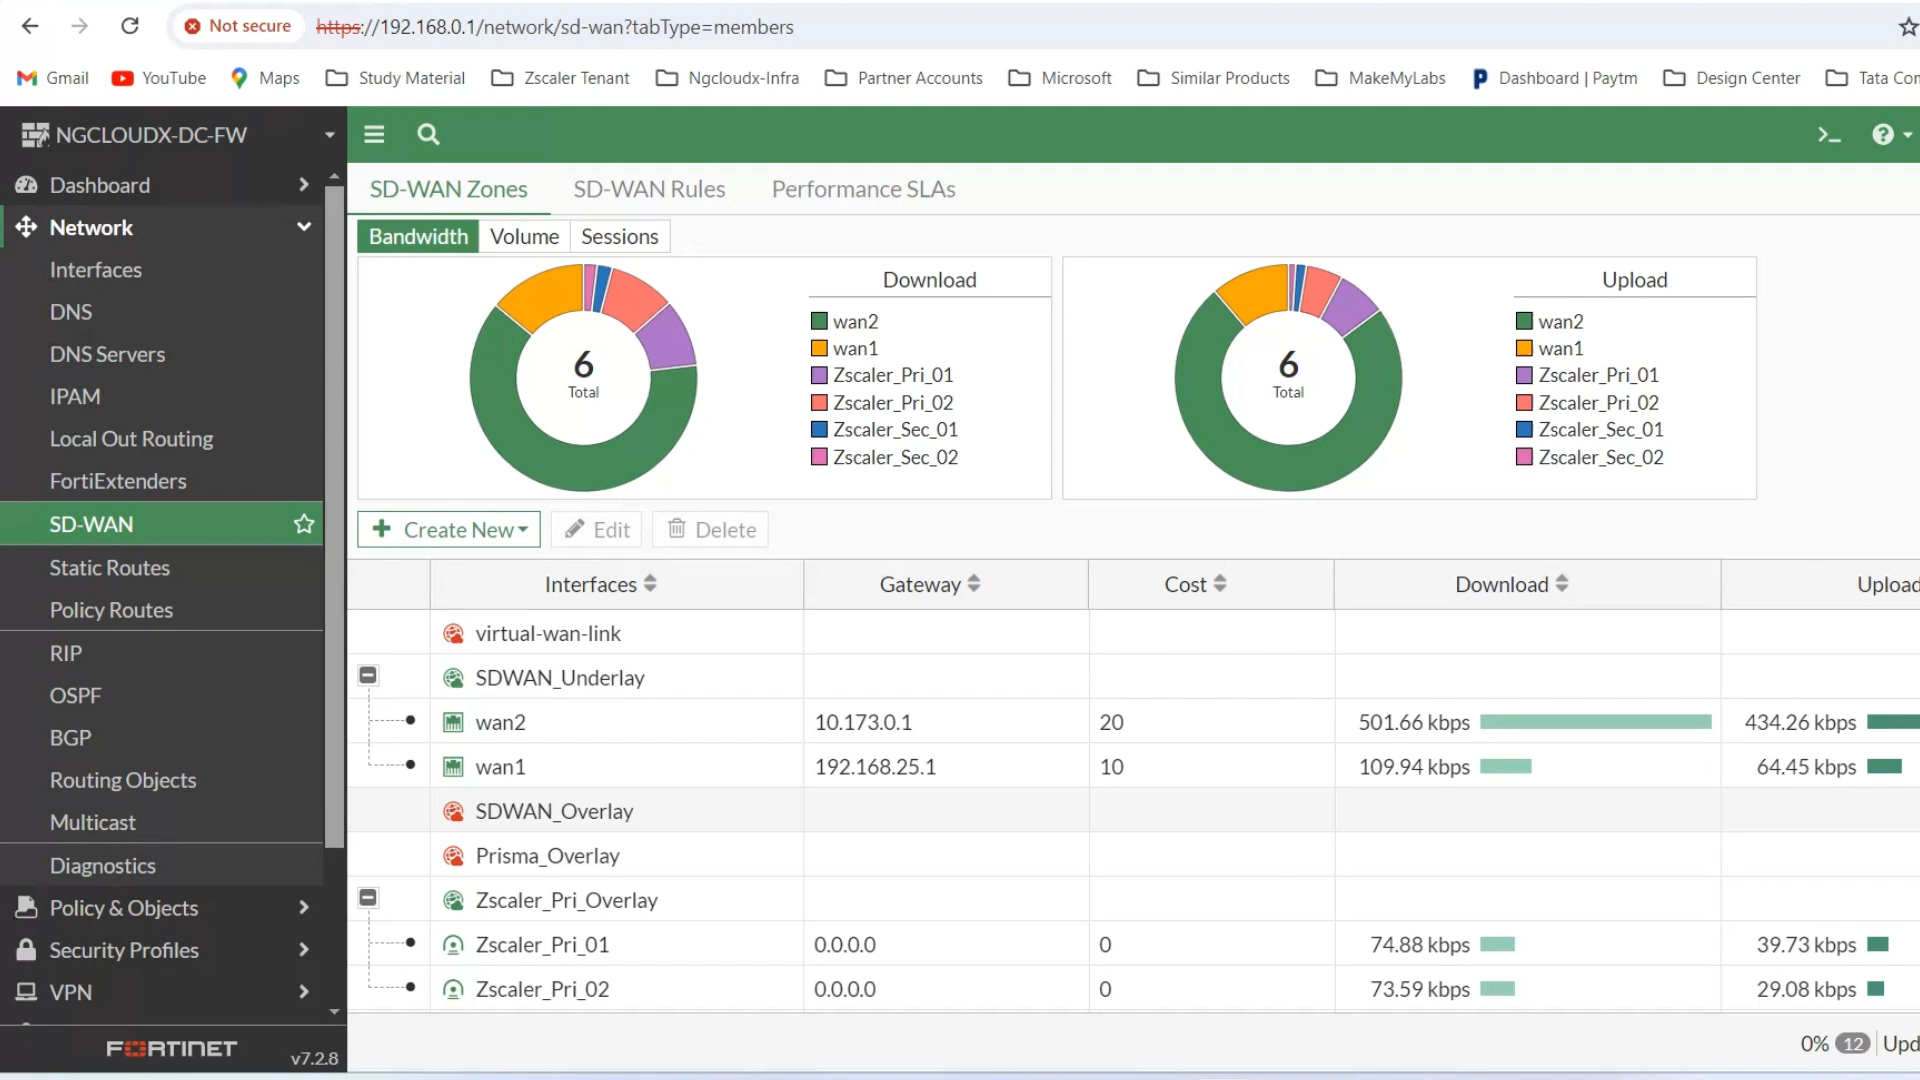 Not secure https://192.168.0.1/network/sd-wan?tabType=members
Gmail YouTube Maps Study Material Zscaler Tenant Ngcloudx-Infra Partner Accounts Microsoft Similar Products MakeMyLabs Dashboard | Paytm Design Center Tata Con
NGCLOUDX-DC-FW
Dashboard
Network
Interfaces
DNS
DNS Servers
IPAM
Local Out Routing
FortiExtenders
SD-WAN
Static Routes
Policy Routes
RIP
OSPF
BGP
Routing Objects
Multicast
Diagnostics
Policy & Objects
Security Profiles
VPN
FORTINET v7.2.8
SD-WAN Zones SD-WAN Rules Performance SLAs
Bandwidth Volume Sessions
6
Total
Download
wan2
wan1
Zscaler_Pri_01
Zscaler_Pri_02
Zscaler_Sec_01
Zscaler_Sec_02
6
Total
Upload
wan2
wan1
Zscaler_Pri_01
Zscaler_Pri_02
Zscaler_Sec_01
Zscaler_Sec_02
+ Create New Edit Delete
Interfaces Gateway Cost Download Upload
virtual-wan-link
SDWAN_Underlay
wan2 10.173.0.1 20 501.66 kbps 434.26 kbps
wan1 192.168.25.1 10 109.94 kbps 64.45 kbps
SDWAN_Overlay
Prisma_Overlay
Zscaler_Pri_Overlay
Zscaler_Pri_01 0.0.0.0 0 74.88 kbps 39.73 kbps
Zscaler_Pri_02 0.0.0.0 0 73.59 kbps 29.08 kbps
0% 12 Upd